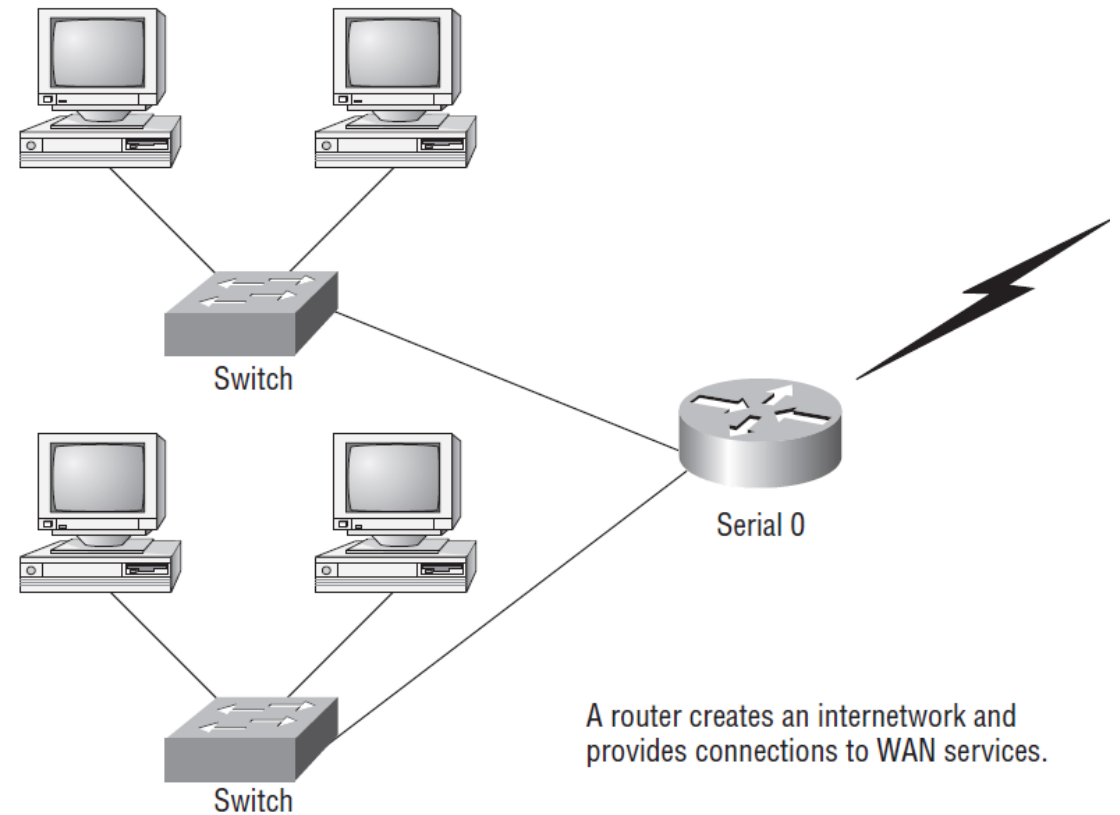 Switch
Serial 0
Switch
A router creates an internetwork and
provides connections to WAN services.